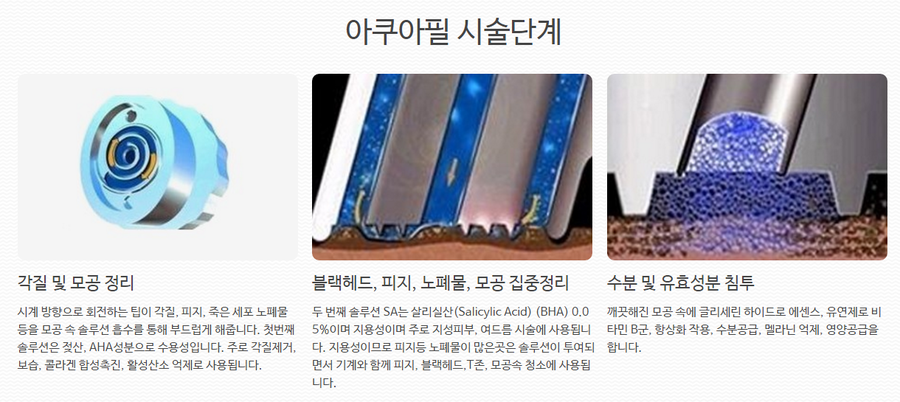 아쿠아필 시술단계
각질 및 모공 정리
시계 방향으로 회전하는 팁이 각질, 피지, 죽은 세포 노폐물
등을 모공 속 솔루션 흡수를 통해 부드럽게 해줍니다. 첫번째
솔루션은 젖산, AHA성분으로 수용성입니다. 주로 각질제거,
보습, 콜라겐 합성촉진, 활성산소 억제로 사용됩니다.
블랙헤드, 피지, 노폐물, 모공 집중정리
두 번째 솔루션 SA는 살리실산(Salicylic Acid) (BHA) 0.0
5%이며 지용성이며 주로 지성피부, 여드름 시술에 사용됩니
다. 지용성이므로 피지등 노폐물이 많은곳은 솔루션이 투여되
면서 기계와 함께 피지, 블랙헤드,T존, 모공속 청소에 사용됩
니다.
수분 및 유효성분 침투
깨끗해진 모공 속에 글리세린 하이드로 에센스, 유연제로 비
타민 B군, 항상화 작용, 수분공급, 멜라닌 억제, 영양공급을
합니다.